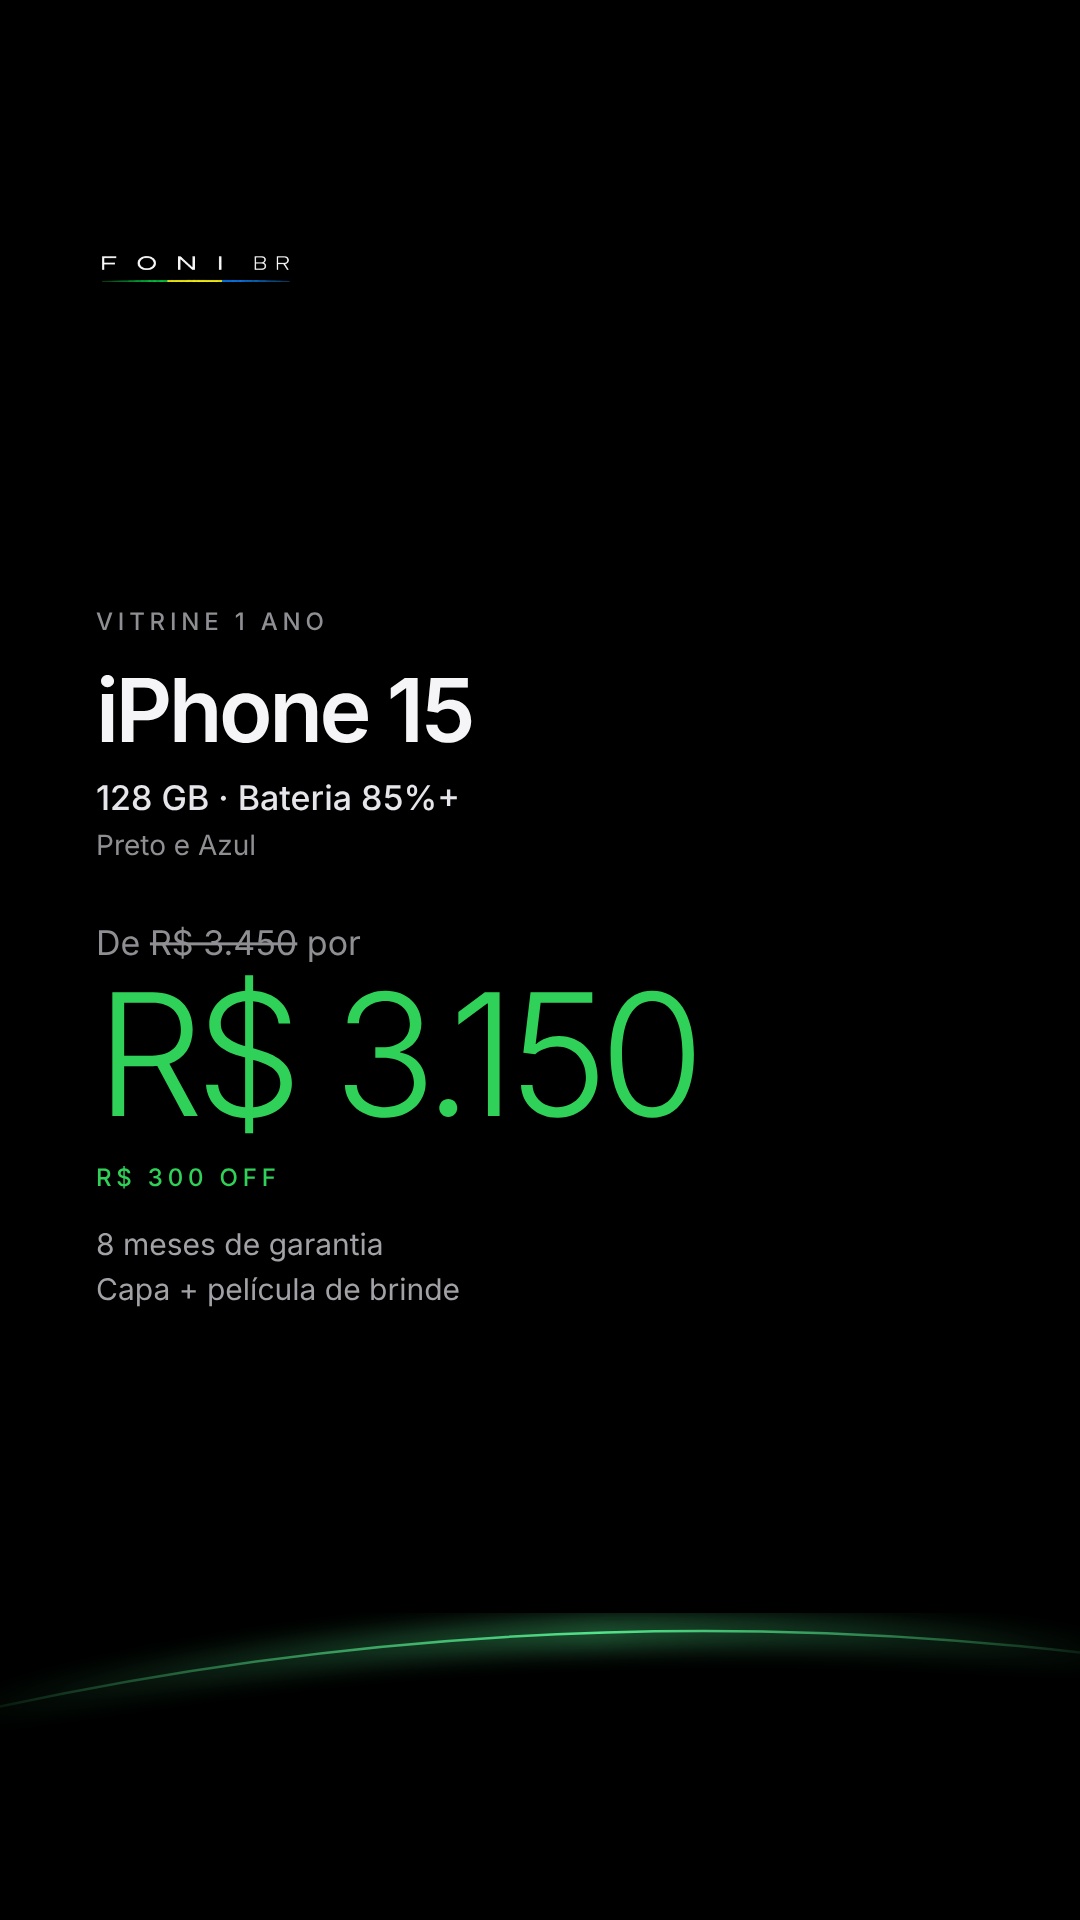 FONI BR
VITRINE 1 ANO
iPhone 15
128 GB · Bateria 85%+
Preto e Azul
De R$ 3.450 por
R$ 3.150
R$ 300 OFF
8 meses de garantia
Capa + película de brinde